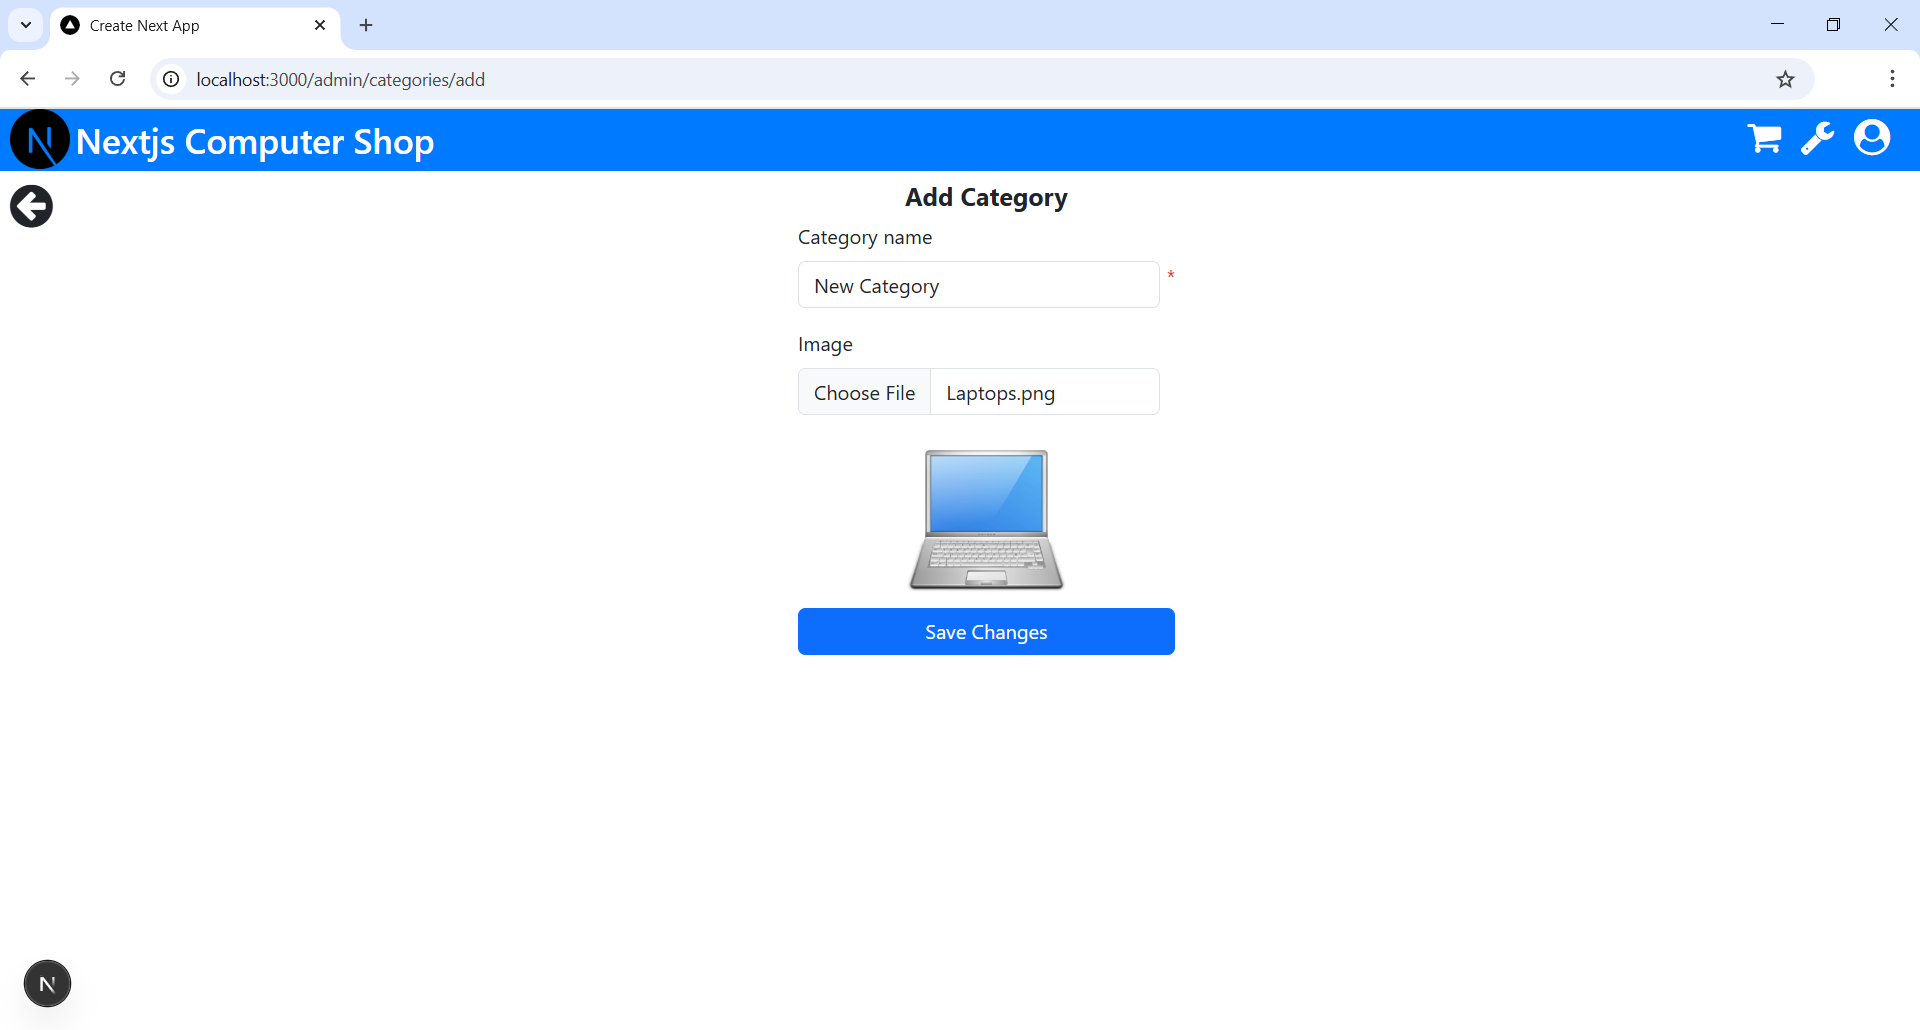 Create Next App
localhost:3000/admin/categories/add
N Nextjs Computer Shop
Add Category
Category name
New Category *
Image
Choose File Laptops.png
Save Changes
N